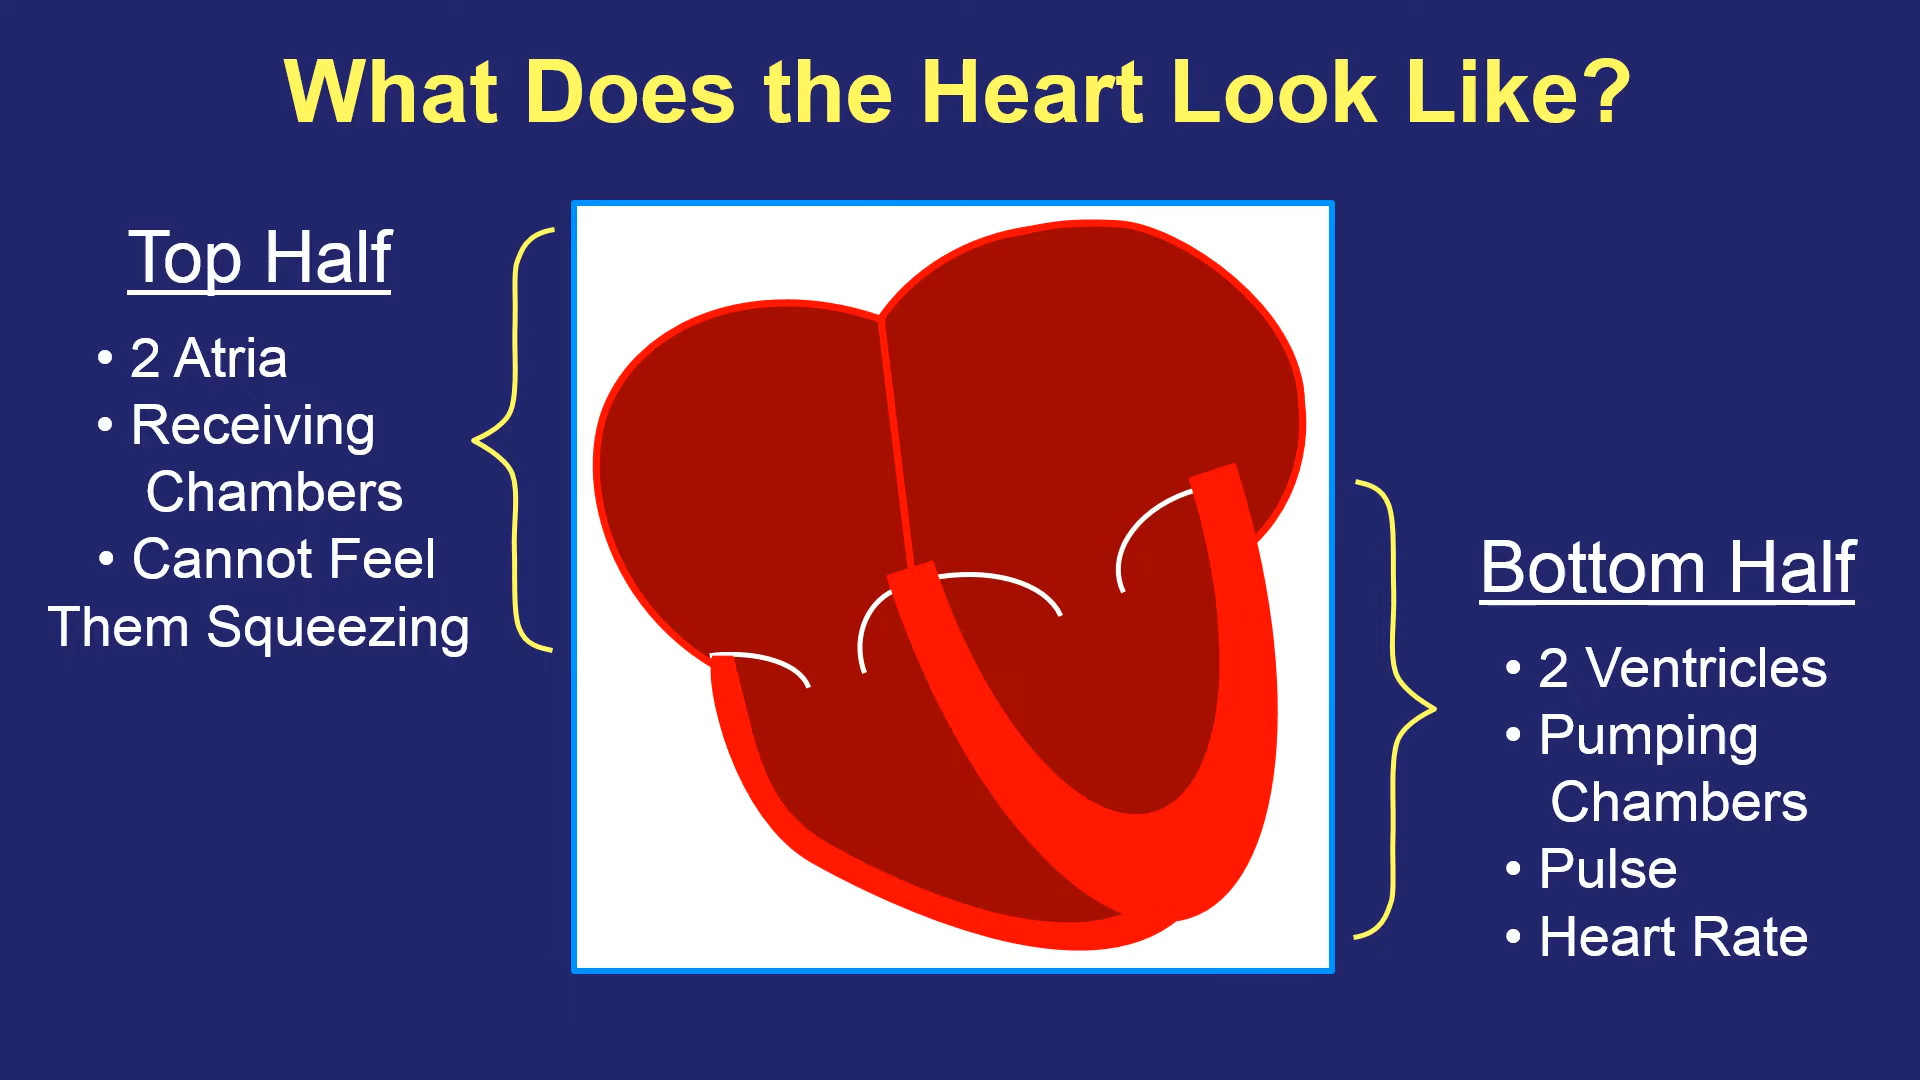 What Does the Heart Look Like?
Top Half
• 2 Atria
• Receiving
Chambers
• Cannot Feel
Them Squeezing
Bottom Half
• 2 Ventricles
• Pumping
Chambers
• Pulse
• Heart Rate